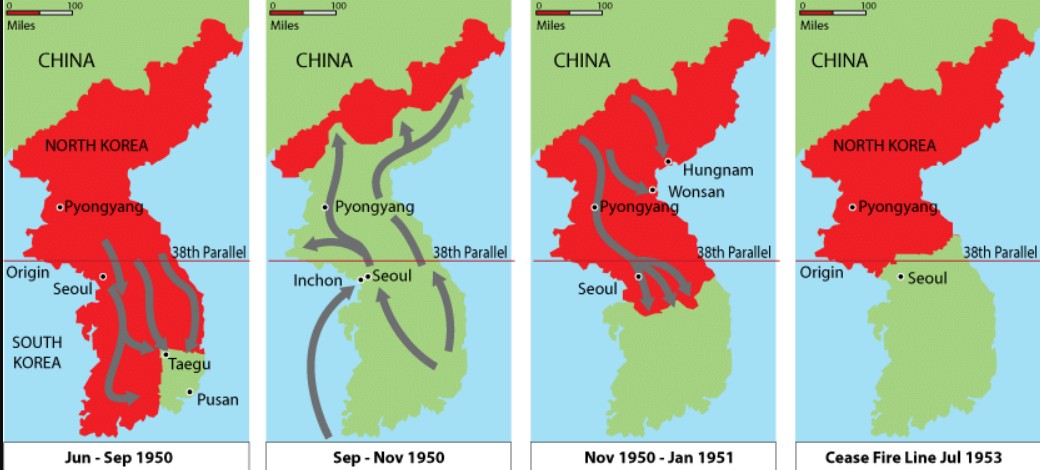 0 100
Miles
CHINA
NORTH KOREA
Pyongyang
38th Parallel
Origin
Seoul
SOUTH
KOREA
Taegu
Pusan
Jun - Sep 1950
0 100
Miles
CHINA
Pyongyang
38th Parallel
Inchon
Seoul
Sep - Nov 1950
0 100
Miles
CHINA
Hungnam
Wonsan
Pyongyang
38th Parallel
Seoul
Nov 1950 - Jan 1951
0 100
Miles
CHINA
NORTH KOREA
Pyongyang
38th Parallel
Origin
Seoul
Cease Fire Line Jul 1953